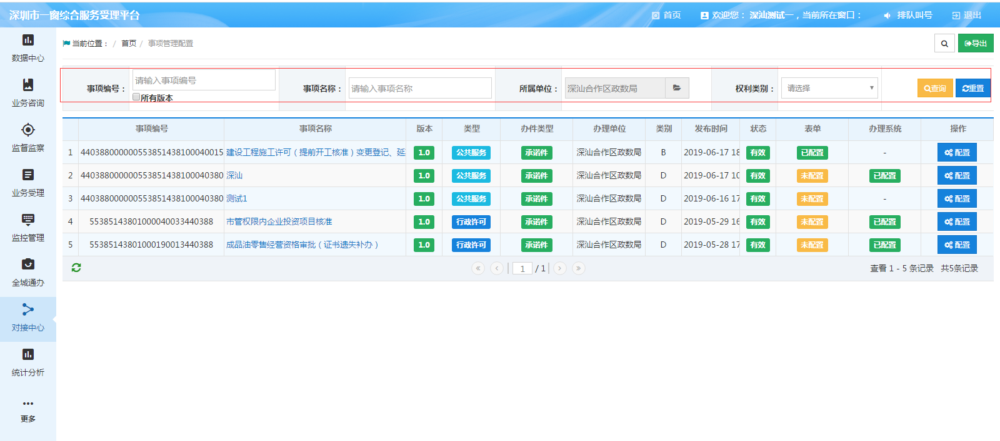 深圳市一窗综合服务受理平台
首页 欢迎您： 深汕测试一，当前所在窗口： 排队叫号 退出
数据中心
业务咨询
监督监察
业务受理
监控管理
全城通办
对接中心
统计分析
更多
当前位置： / 首页 / 事项管理配置
导出
事项编号： 请输入事项编号 所有版本 事项名称： 请输入事项名称 所属单位： 深汕合作区政数局 权利类别： 请选择 查询 重置
事项编号 事项名称 版本 类型 办件类型 办理单位 类别 发布时间 状态 表单 办理系统 操作
1 440388000000553851438100040015 建设工程施工许可（提前开工核准）变更登记、延 1.0 公共服务 承诺件 深汕合作区政数局 B 2019-06-17 18 有效 已配置 - 配置
2 440388000000553851438100040380 深汕 1.0 公共服务 承诺件 深汕合作区政数局 D 2019-06-17 10 有效 未配置 已配置 配置
3 440388000000553851438100040380 测试1 1.0 公共服务 承诺件 深汕合作区政数局 D 2019-06-16 17 有效 未配置 - 配置
4 55385143801000040033440388 市管权限内企业投资项目核准 1.0 行政许可 承诺件 深汕合作区政数局 D 2019-05-29 16 有效 未配置 已配置 配置
5 55385143801000190013440388 成品油零售经营资格审批（证书遗失补办） 1.0 行政许可 承诺件 深汕合作区政数局 D 2019-05-28 17 有效 未配置 已配置 配置
1 / 1
查看 1 - 5 条记录 共5条记录